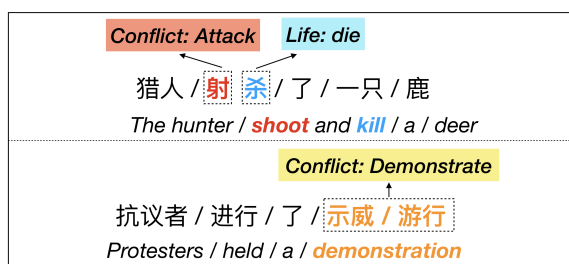 Conflict: Attack Life: die
猎人 / 射 杀 / 了 / 一只 / 鹿
The hunter / shoot and kill / a / deer
Conflict: Demonstrate
抗议者 / 进行 / 了 / 示威 / 游行
Protesters / held / a / demonstration